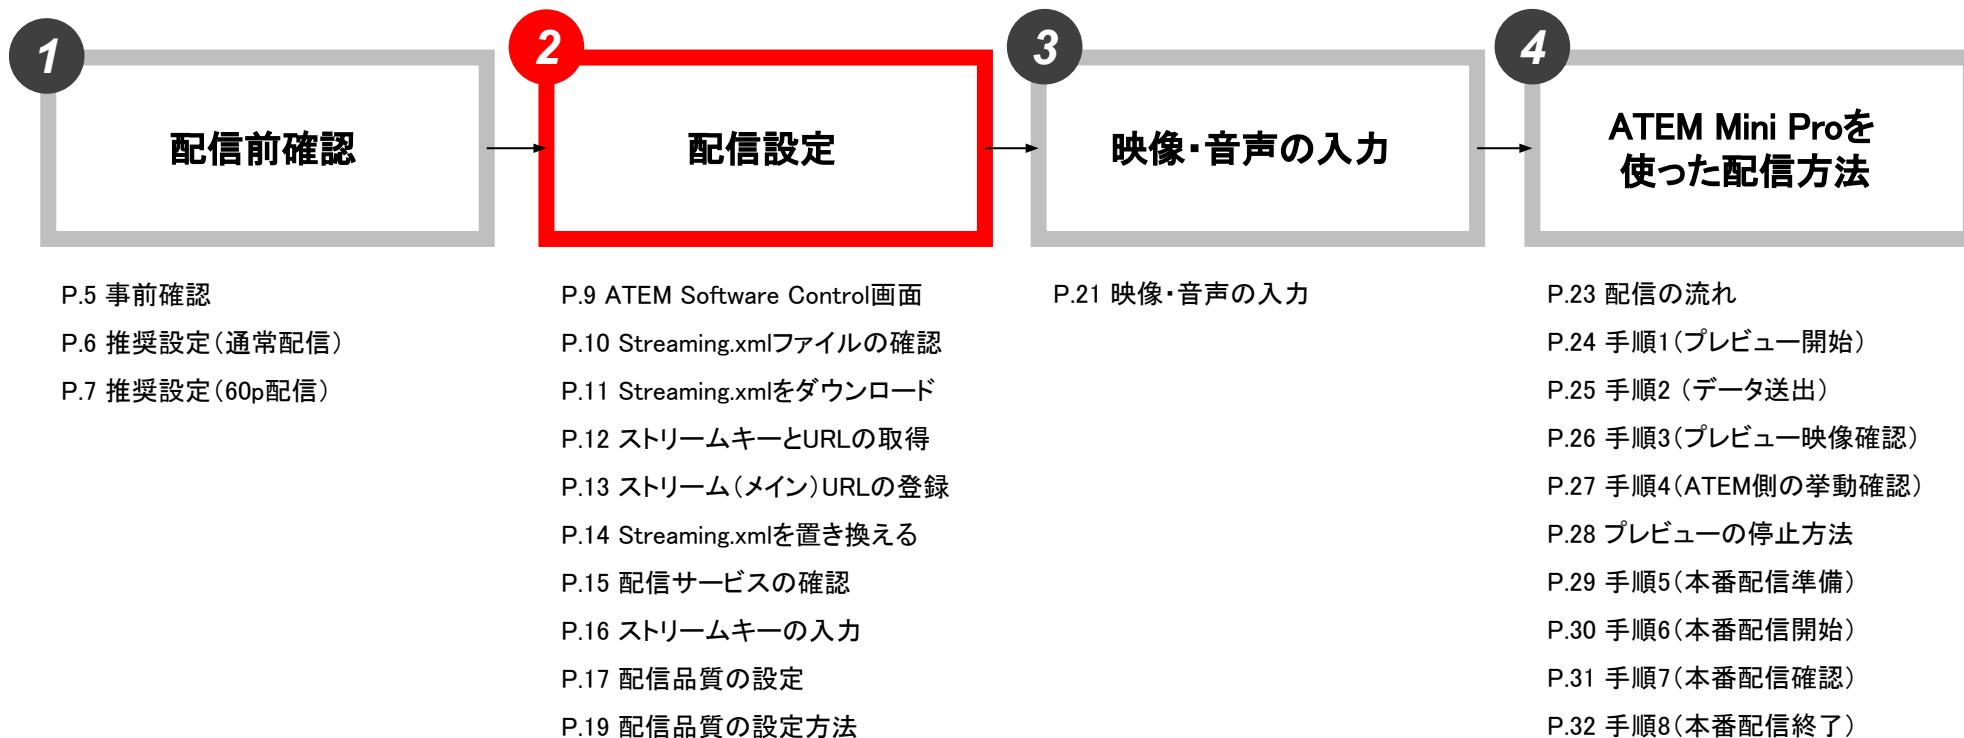 1
配信前確認
P.5 事前確認
P.6 推奨設定（通常配信）
P.7 推奨設定（60p配信）
2
配信設定
P.9 ATEM Software Control画面
P.10 Streaming.xmlファイルの確認
P.11 Streaming.xmlをダウンロード
P.12 ストリームキーとURLの取得
P.13 ストリーム（メイン）URLの登録
P.14 Streaming.xmlを置き換える
P.15 配信サービスの確認
P.16 ストリームキーの入力
P.17 配信品質の設定
P.19 配信品質の設定方法
3
映像・音声の入力
P.21 映像・音声の入力
4
ATEM Mini Proを
使った配信方法
P.23 配信の流れ
P.24 手順1（プレビュー開始）
P.25 手順2 （データ送出）
P.26 手順3（プレビュー映像確認）
P.27 手順4（ATEM側の挙動確認）
P.28 プレビューの停止方法
P.29 手順5（本番配信準備）
P.30 手順6（本番配信開始）
P.31 手順7（本番配信確認）
P.32 手順8（本番配信終了）